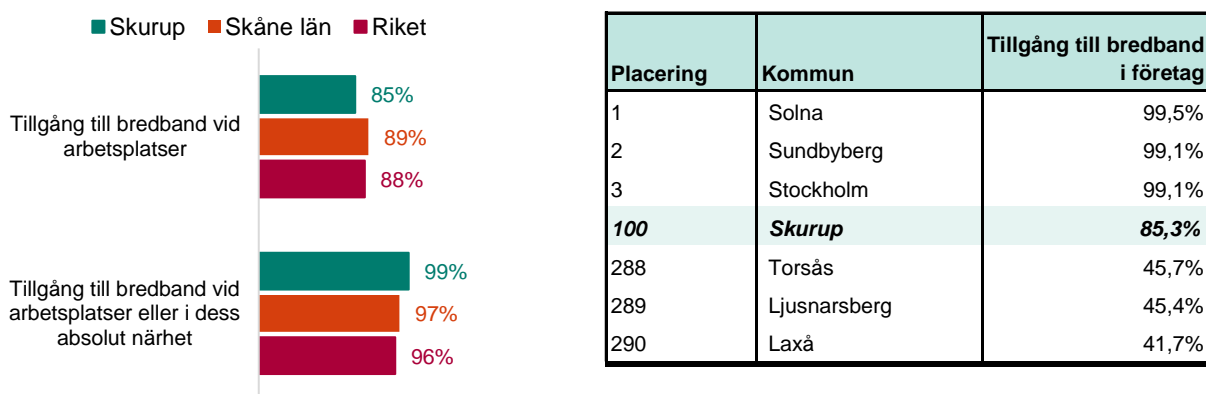 Skurup Skåne län Riket
Tillgång till bredband vid
arbetsplatser
85%
89%
88%
Tillgång till bredband vid
arbetsplatser eller i dess
absolut närhet
99%
97%
96%
Tillgång till bredband
Placering Kommun i företag
1 Solna 99,5%
2 Sundbyberg 99,1%
3 Stockholm 99,1%
100 Skurup 85,3%
288 Torsås 45,7%
289 Ljusnarsberg 45,4%
290 Laxå 41,7%